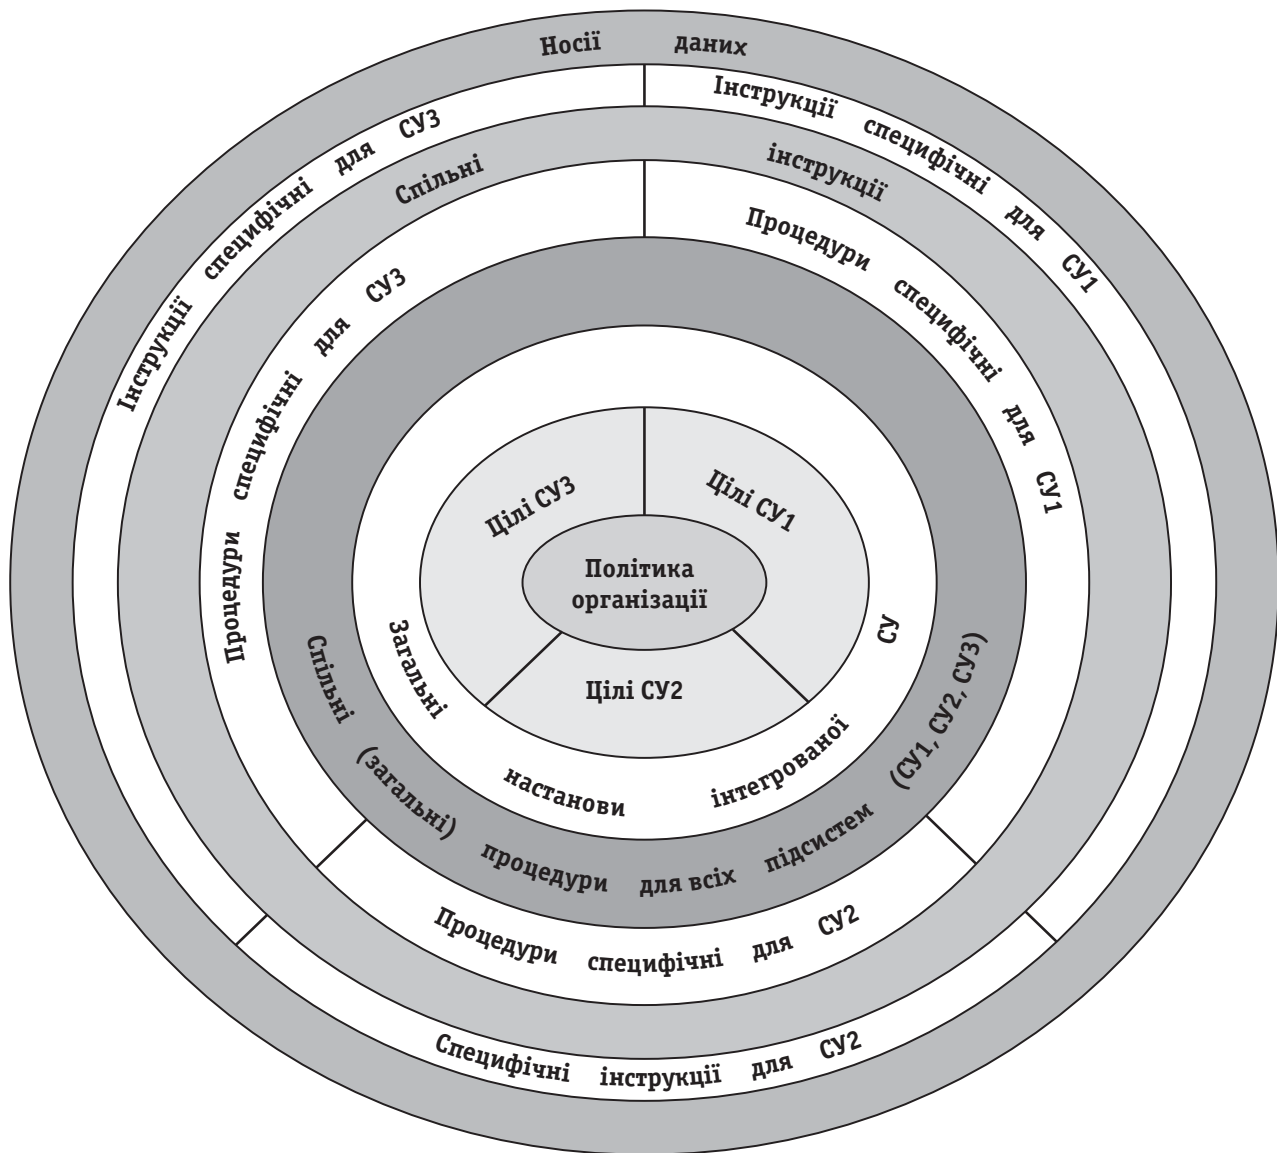 Носії даних
Інструкції специфічні для СУ3
Інструкції специфічні для СУ1
Спільні інструкції
Процедури специфічні для СУ3
Процедури специфічні для СУ1
Цілі СУ3
Цілі СУ1
Політика
організації
Цілі СУ2
Загальні настанови інтегрованої СУ
Спільні (загальні) процедури для всіх підсистем (СУ1, СУ2, СУ3)
Процедури специфічні для СУ2
Специфічні інструкції для СУ2